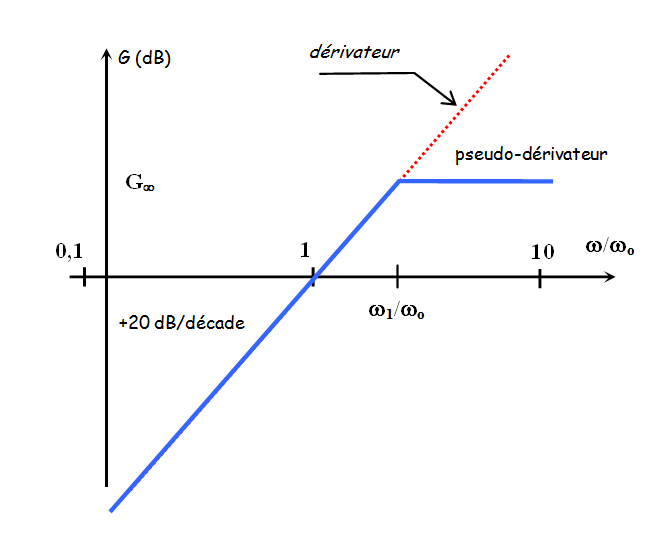 dérivateur
G (dB)
pseudo-dérivateur
G∞
0,1
1
10
ω/ωo
ω1/ωo
+20 dB/décade